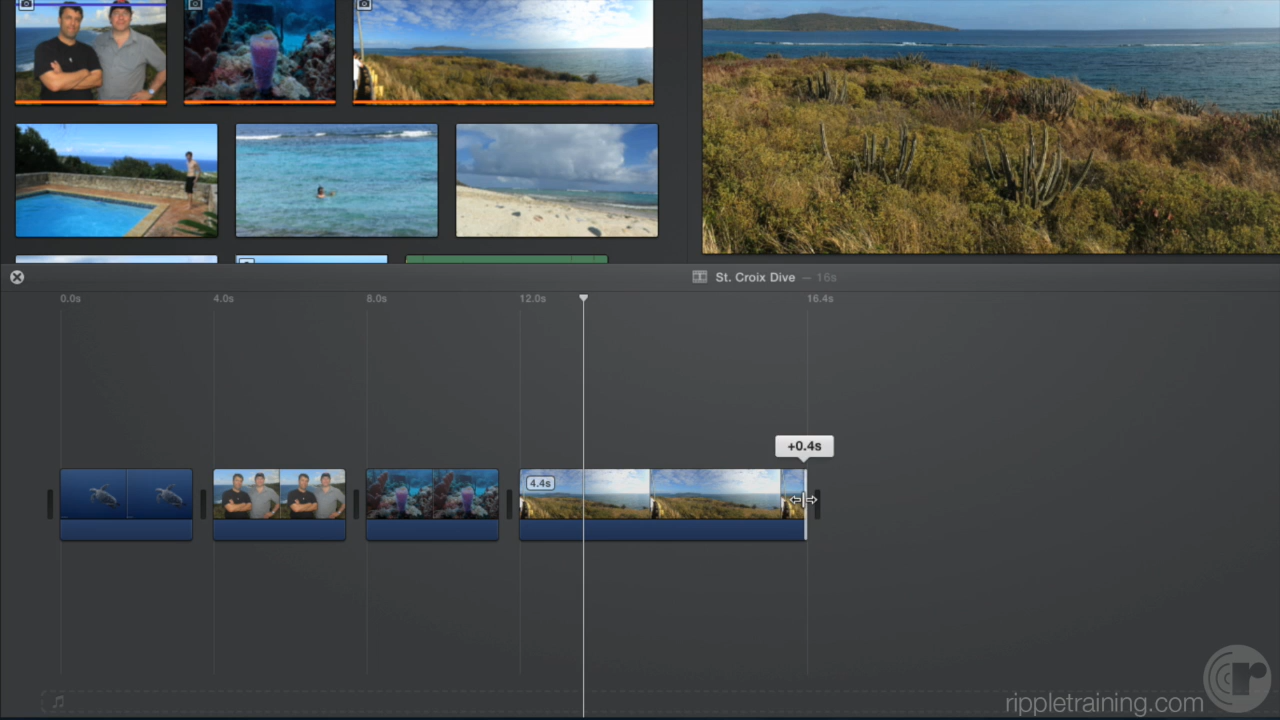 St. Croix Dive — 16s
0.0s
4.0s
8.0s
12.0s
16.4s
+0.4s
4.4s
rippletraining.com